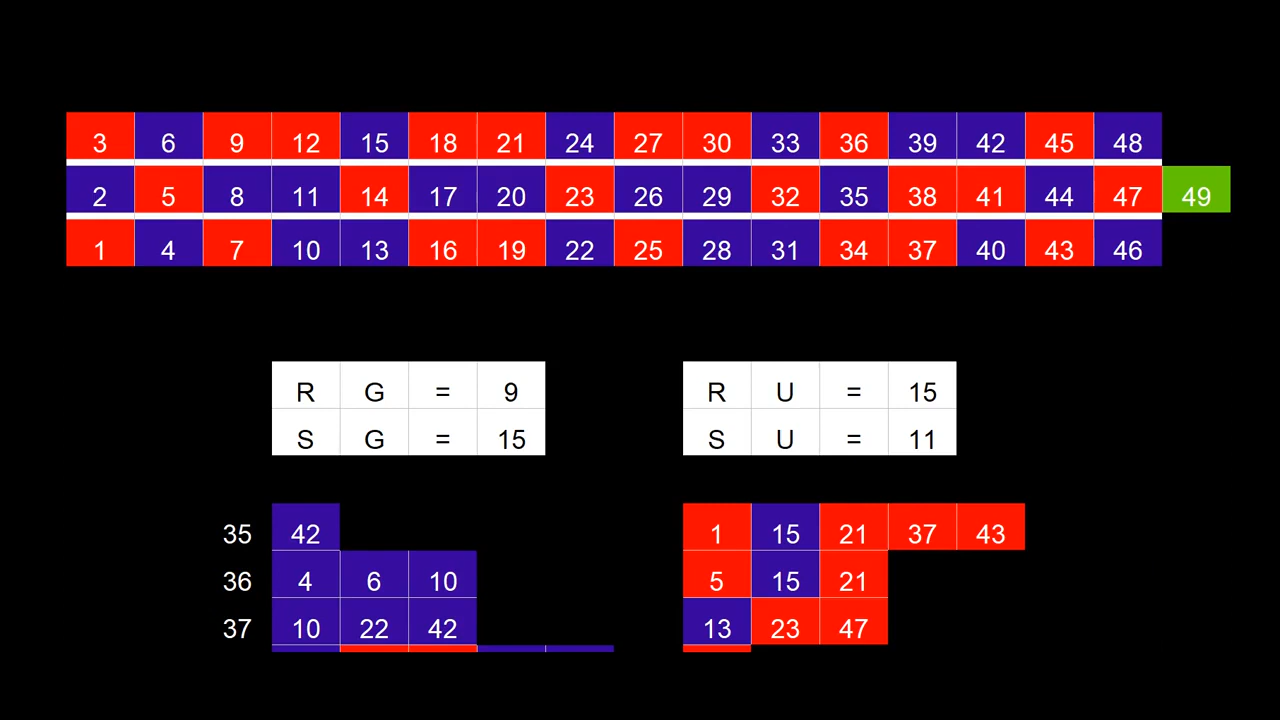 3 6 9 12 15 18 21 24 27 30 33 36 39 42 45 48
2 5 8 11 14 17 20 23 26 29 32 35 38 41 44 47 49
1 4 7 10 13 16 19 22 25 28 31 34 37 40 43 46
R G = 9 R U = 15
S G = 15 S U = 11
35 42 1 15 21 37 43
36 4 6 10 5 15 21
37 10 22 42 13 23 47